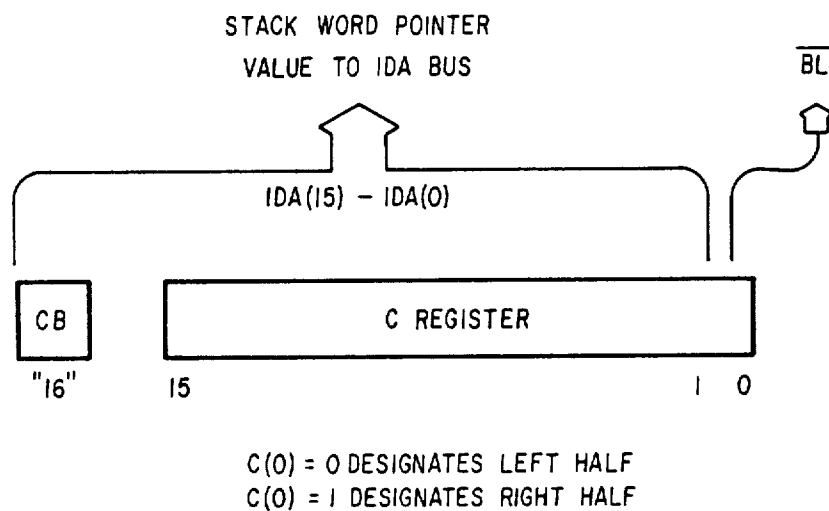 STACK WORD POINTER
VALUE TO IDA BUS
BL
IDA(15) – IDA(0)
CB
C REGISTER
"16"
15
1
0
C(0) = 0 DESIGNATES LEFT HALF
C(0) = 1 DESIGNATES RIGHT HALF